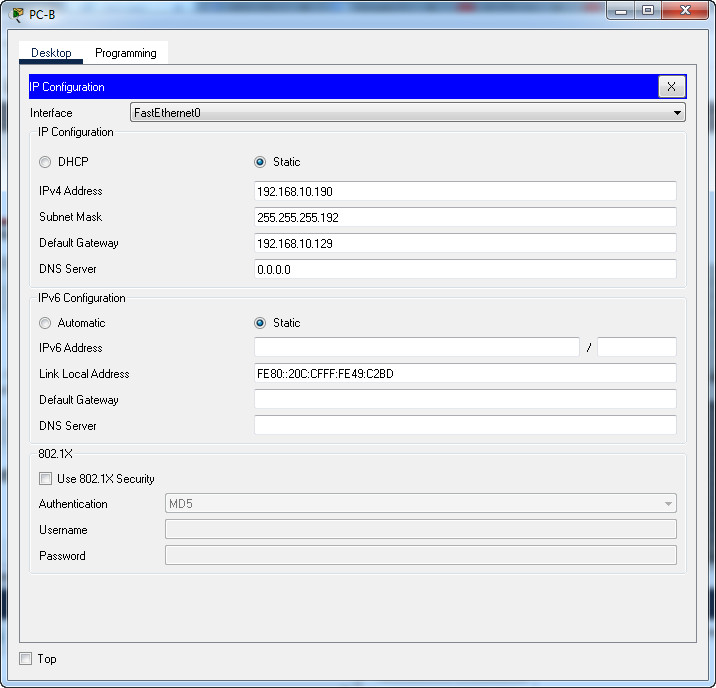 PC-B
Desktop Programming
IP Configuration X
Interface FastEthernet0
IP Configuration
DHCP Static
IPv4 Address 192.168.10.190
Subnet Mask 255.255.255.192
Default Gateway 192.168.10.129
DNS Server 0.0.0.0
IPv6 Configuration
Automatic Static
IPv6 Address /
Link Local Address FE80::20C:CFFF:FE49:C2BD
Default Gateway
DNS Server
802.1X
Use 802.1X Security
Authentication MD5
Username
Password
Top